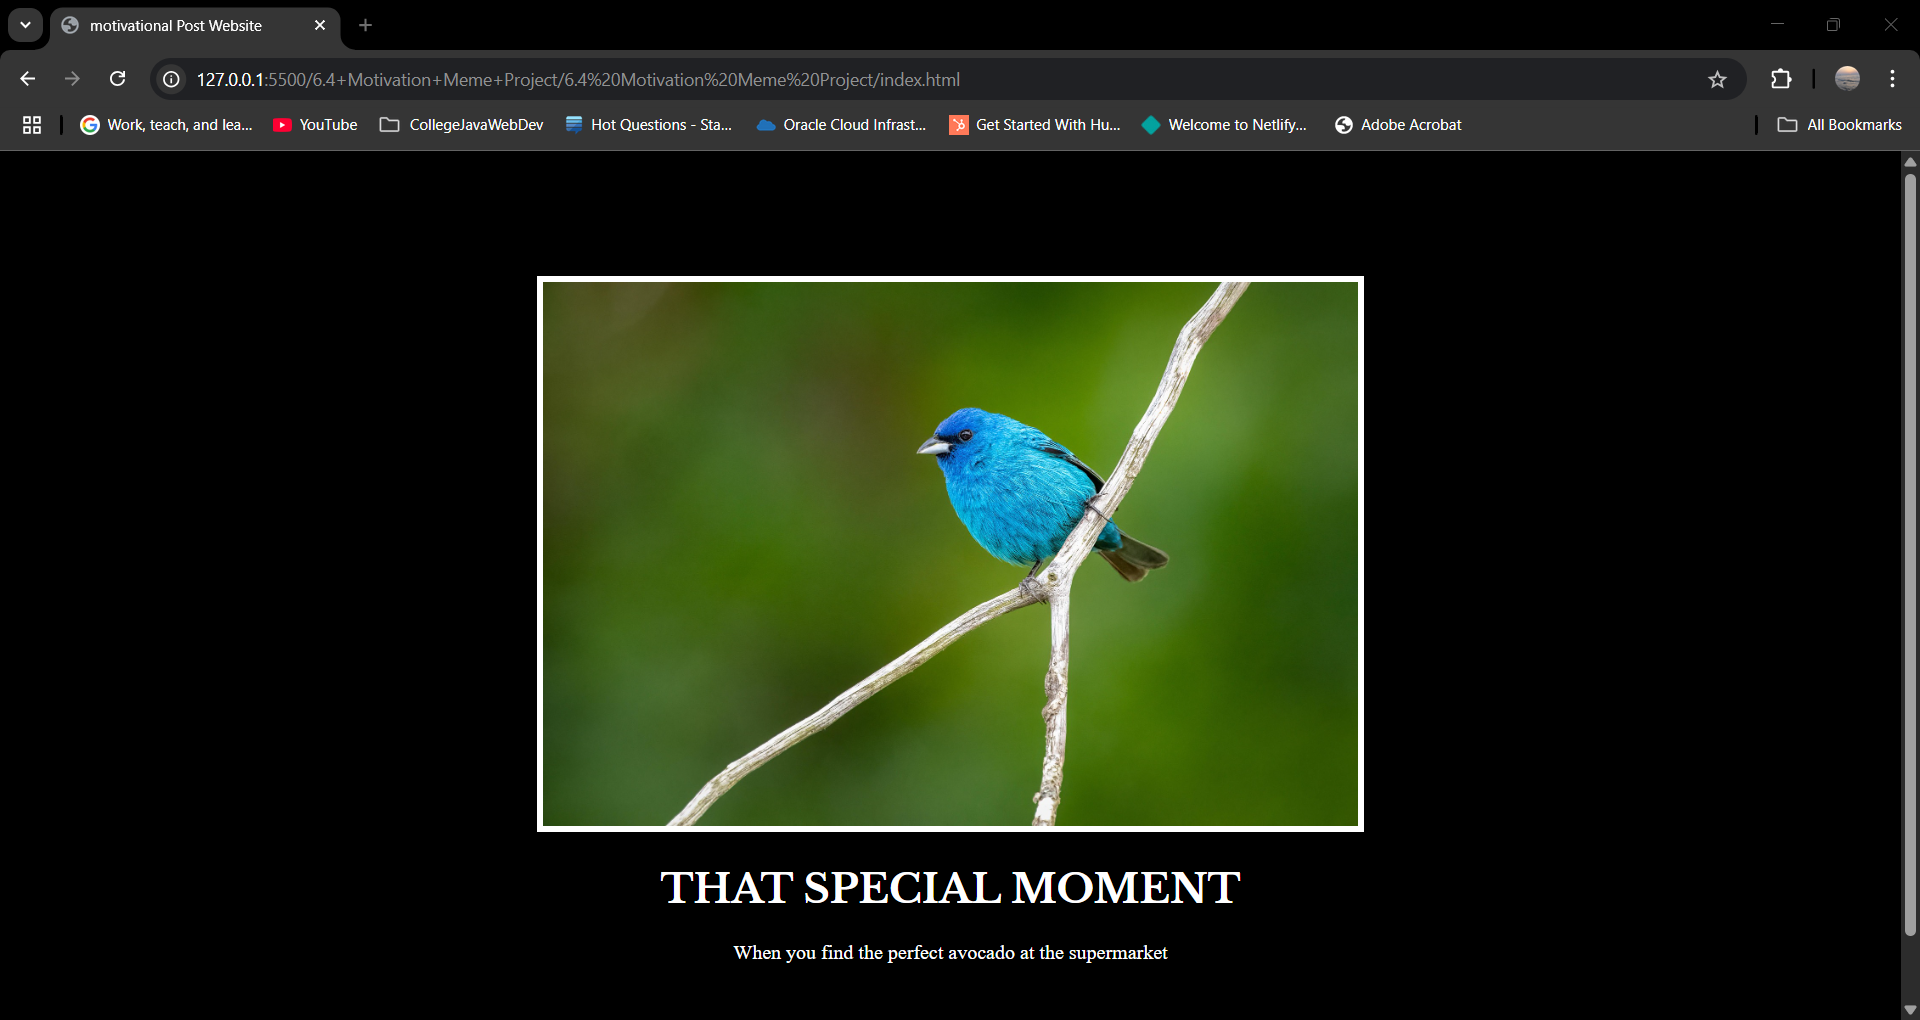 motivational Post Website
127.0.0.1:5500/6.4+Motivation+Meme+Project/6.4%20Motivation%20Meme%20Project/index.html
Work, teach, and lea... YouTube CollegeJavaWebDev Hot Questions - Sta... Oracle Cloud Infrast... Get Started With Hu... Welcome to Netlify... Adobe Acrobat All Bookmarks
THAT SPECIAL MOMENT
When you find the perfect avocado at the supermarket